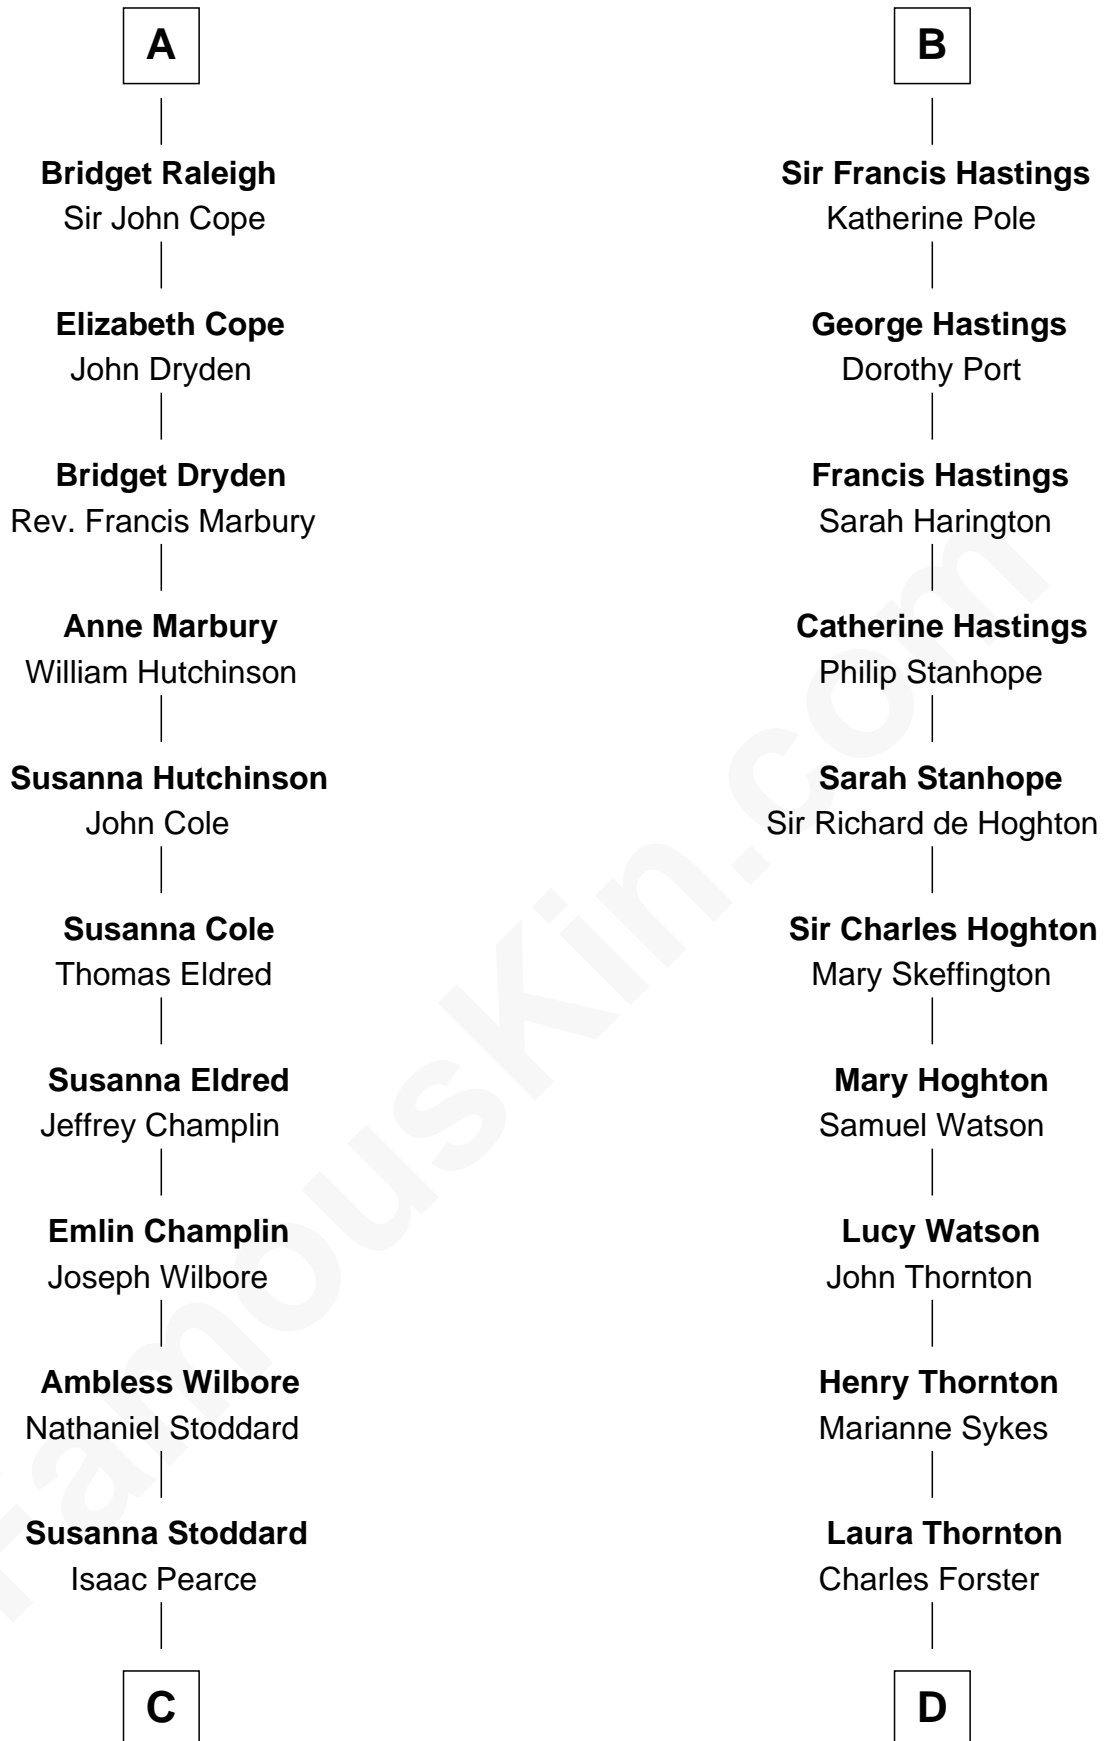 A
Bridget Raleigh
Sir John Cope
Elizabeth Cope
John Dryden
Bridget Dryden
Rev. Francis Marbury
Anne Marbury
William Hutchinson
Susanna Hutchinson
John Cole
Susanna Cole
Thomas Eldred
Susanna Eldred
Jeffrey Champlin
Emlin Champlin
Joseph Wilbore
Ambless Wilbore
Nathaniel Stoddard
Susanna Stoddard
Isaac Pearce
C
B
Sir Francis Hastings
Katherine Pole
George Hastings
Dorothy Port
Francis Hastings
Sarah Harington
Catherine Hastings
Philip Stanhope
Sarah Stanhope
Sir Richard de Hoghton
Sir Charles Hoghton
Mary Skeffington
Mary Hoghton
Samuel Watson
Lucy Watson
John Thornton
Henry Thornton
Marianne Sykes
Laura Thornton
Charles Forster
D
FamousKin.com